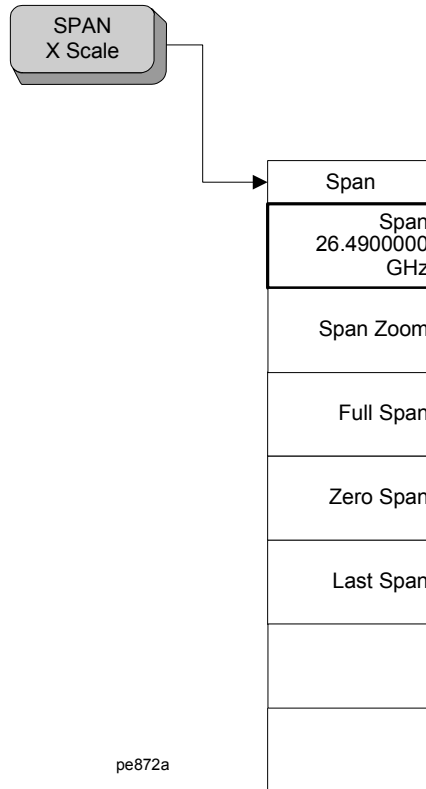 SPAN
X Scale
Span
Span
26.4900000
GHz
Span Zoom
Full Span
Zero Span
Last Span
pe872a